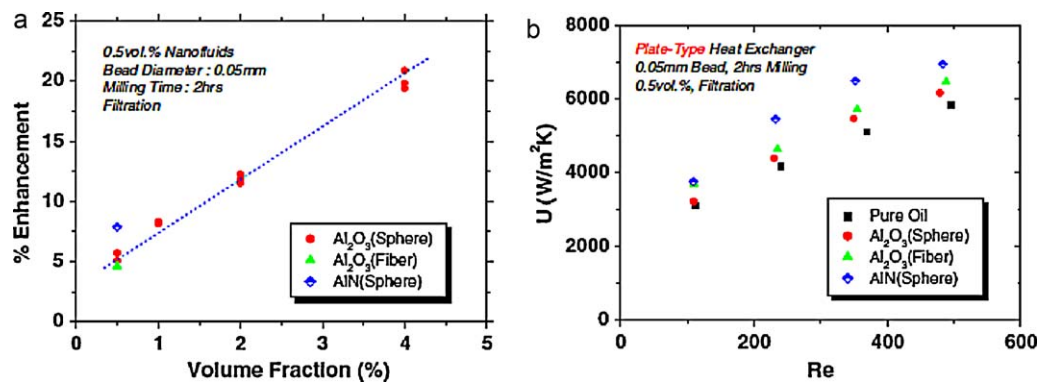 a
% Enhancement
25
20
15
10
5
0
0.5vol.% Nanofluids
Bead Diameter : 0.05mm
Milling Time : 2hrs
Filtration
Al₂O₃(Sphere)
Al₂O₃(Fiber)
AlN(Sphere)
0 1 2 3 4 5
Volume Fraction (%)
b
U (W/m²K)
8000
6000
4000
2000
0
Plate-Type Heat Exchanger
0.05mm Bead, 2hrs Milling
0.5vol.%, Filtration
Pure Oil
Al₂O₃(Sphere)
Al₂O₃(Fiber)
AlN(Sphere)
0 200 400 600
Re